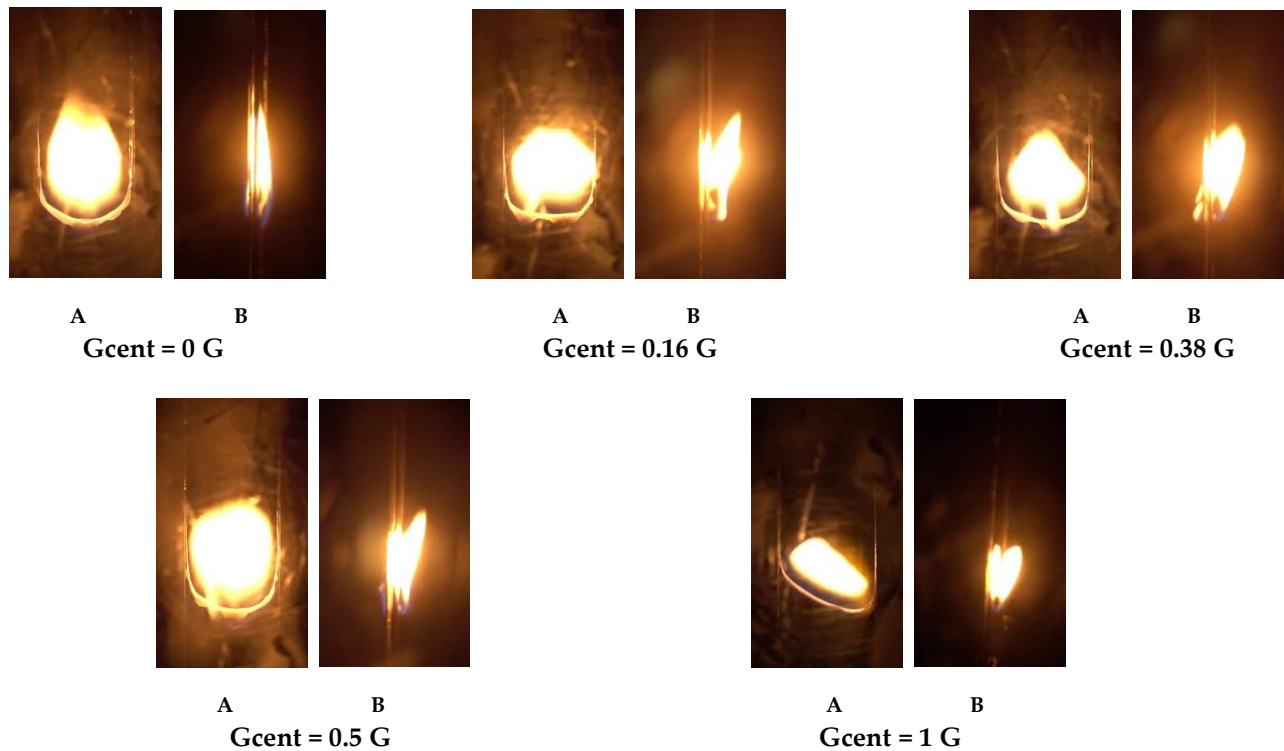 A B
Gcent = 0 G
A B
Gcent = 0.16 G
A B
Gcent = 0.38 G
A B
Gcent = 0.5 G
A B
Gcent = 1 G